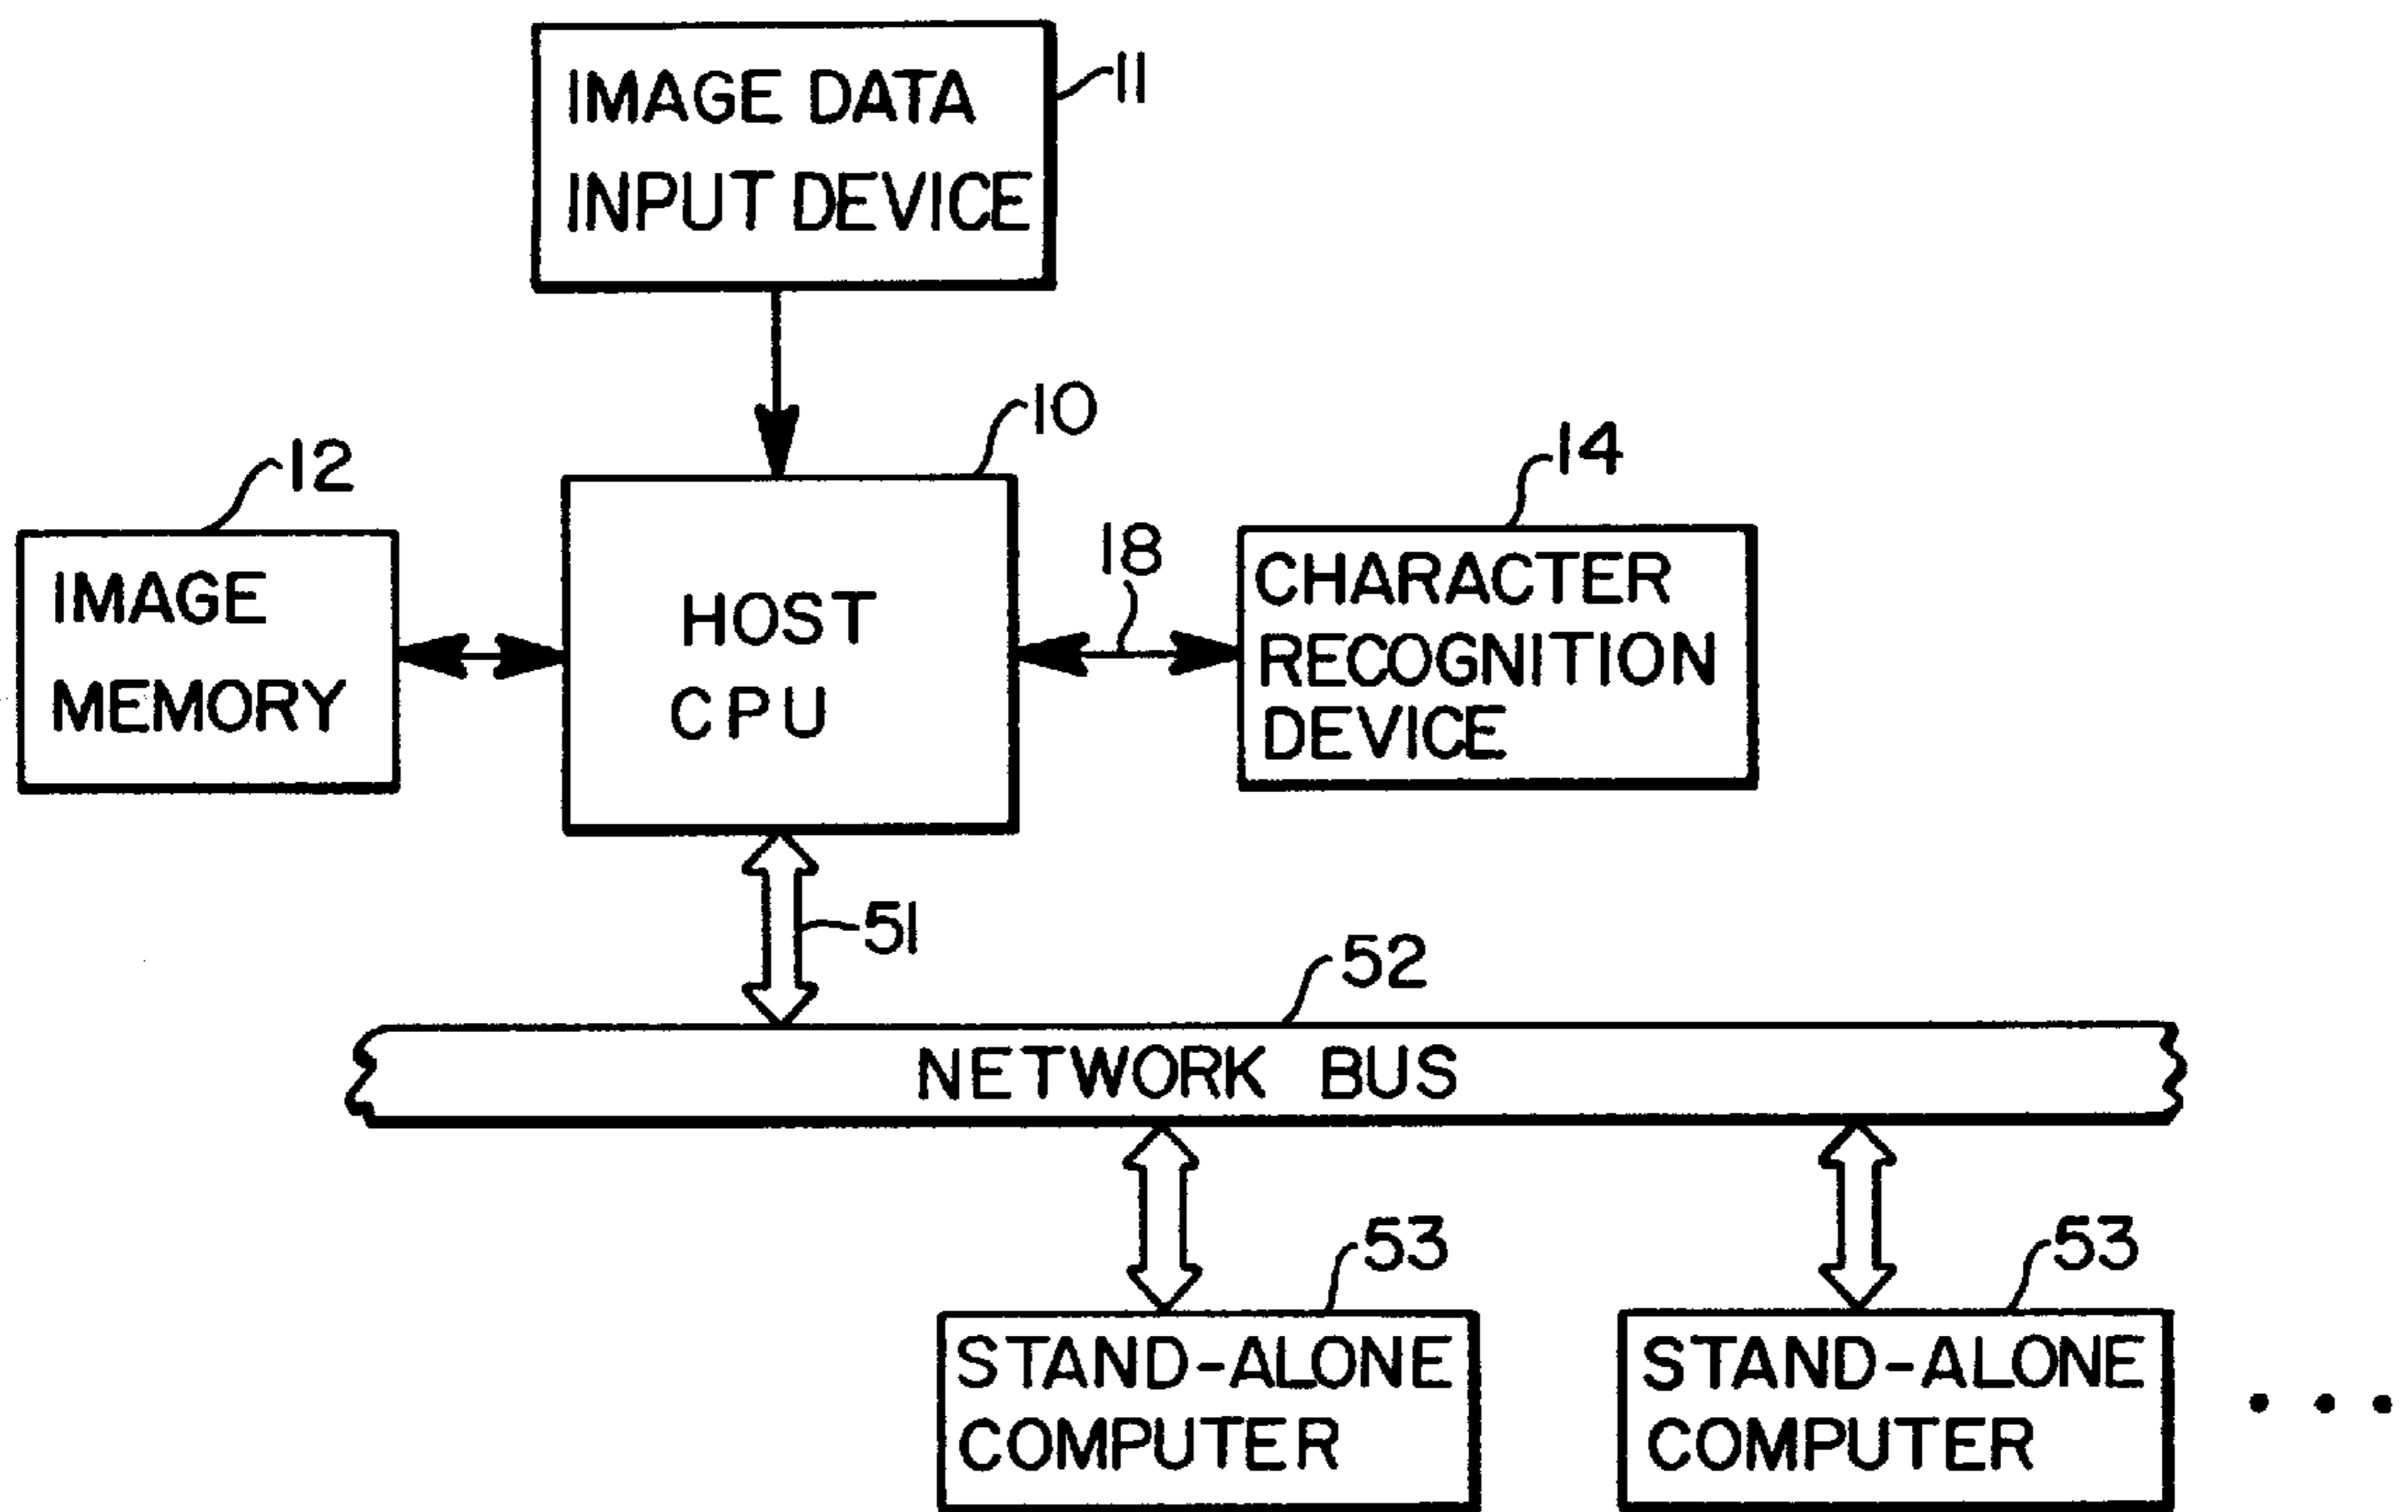 IMAGE DATA
INPUT DEVICE
11
10
12
14
IMAGE
MEMORY
HOST
CPU
18
CHARACTER
RECOGNITION
DEVICE
51
52
NETWORK BUS
53
53
STAND-ALONE
COMPUTER
STAND-ALONE
COMPUTER
. . .